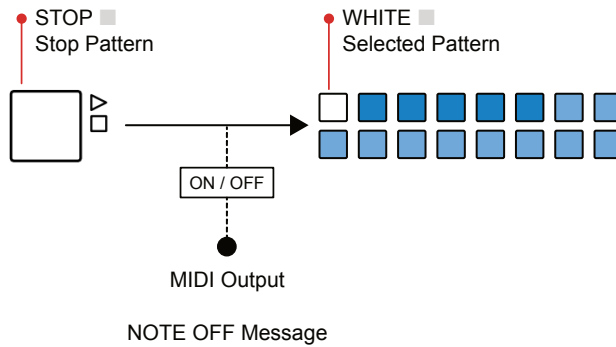 STOP
Stop Pattern
WHITE
Selected Pattern
ON / OFF
MIDI Output
NOTE OFF Message